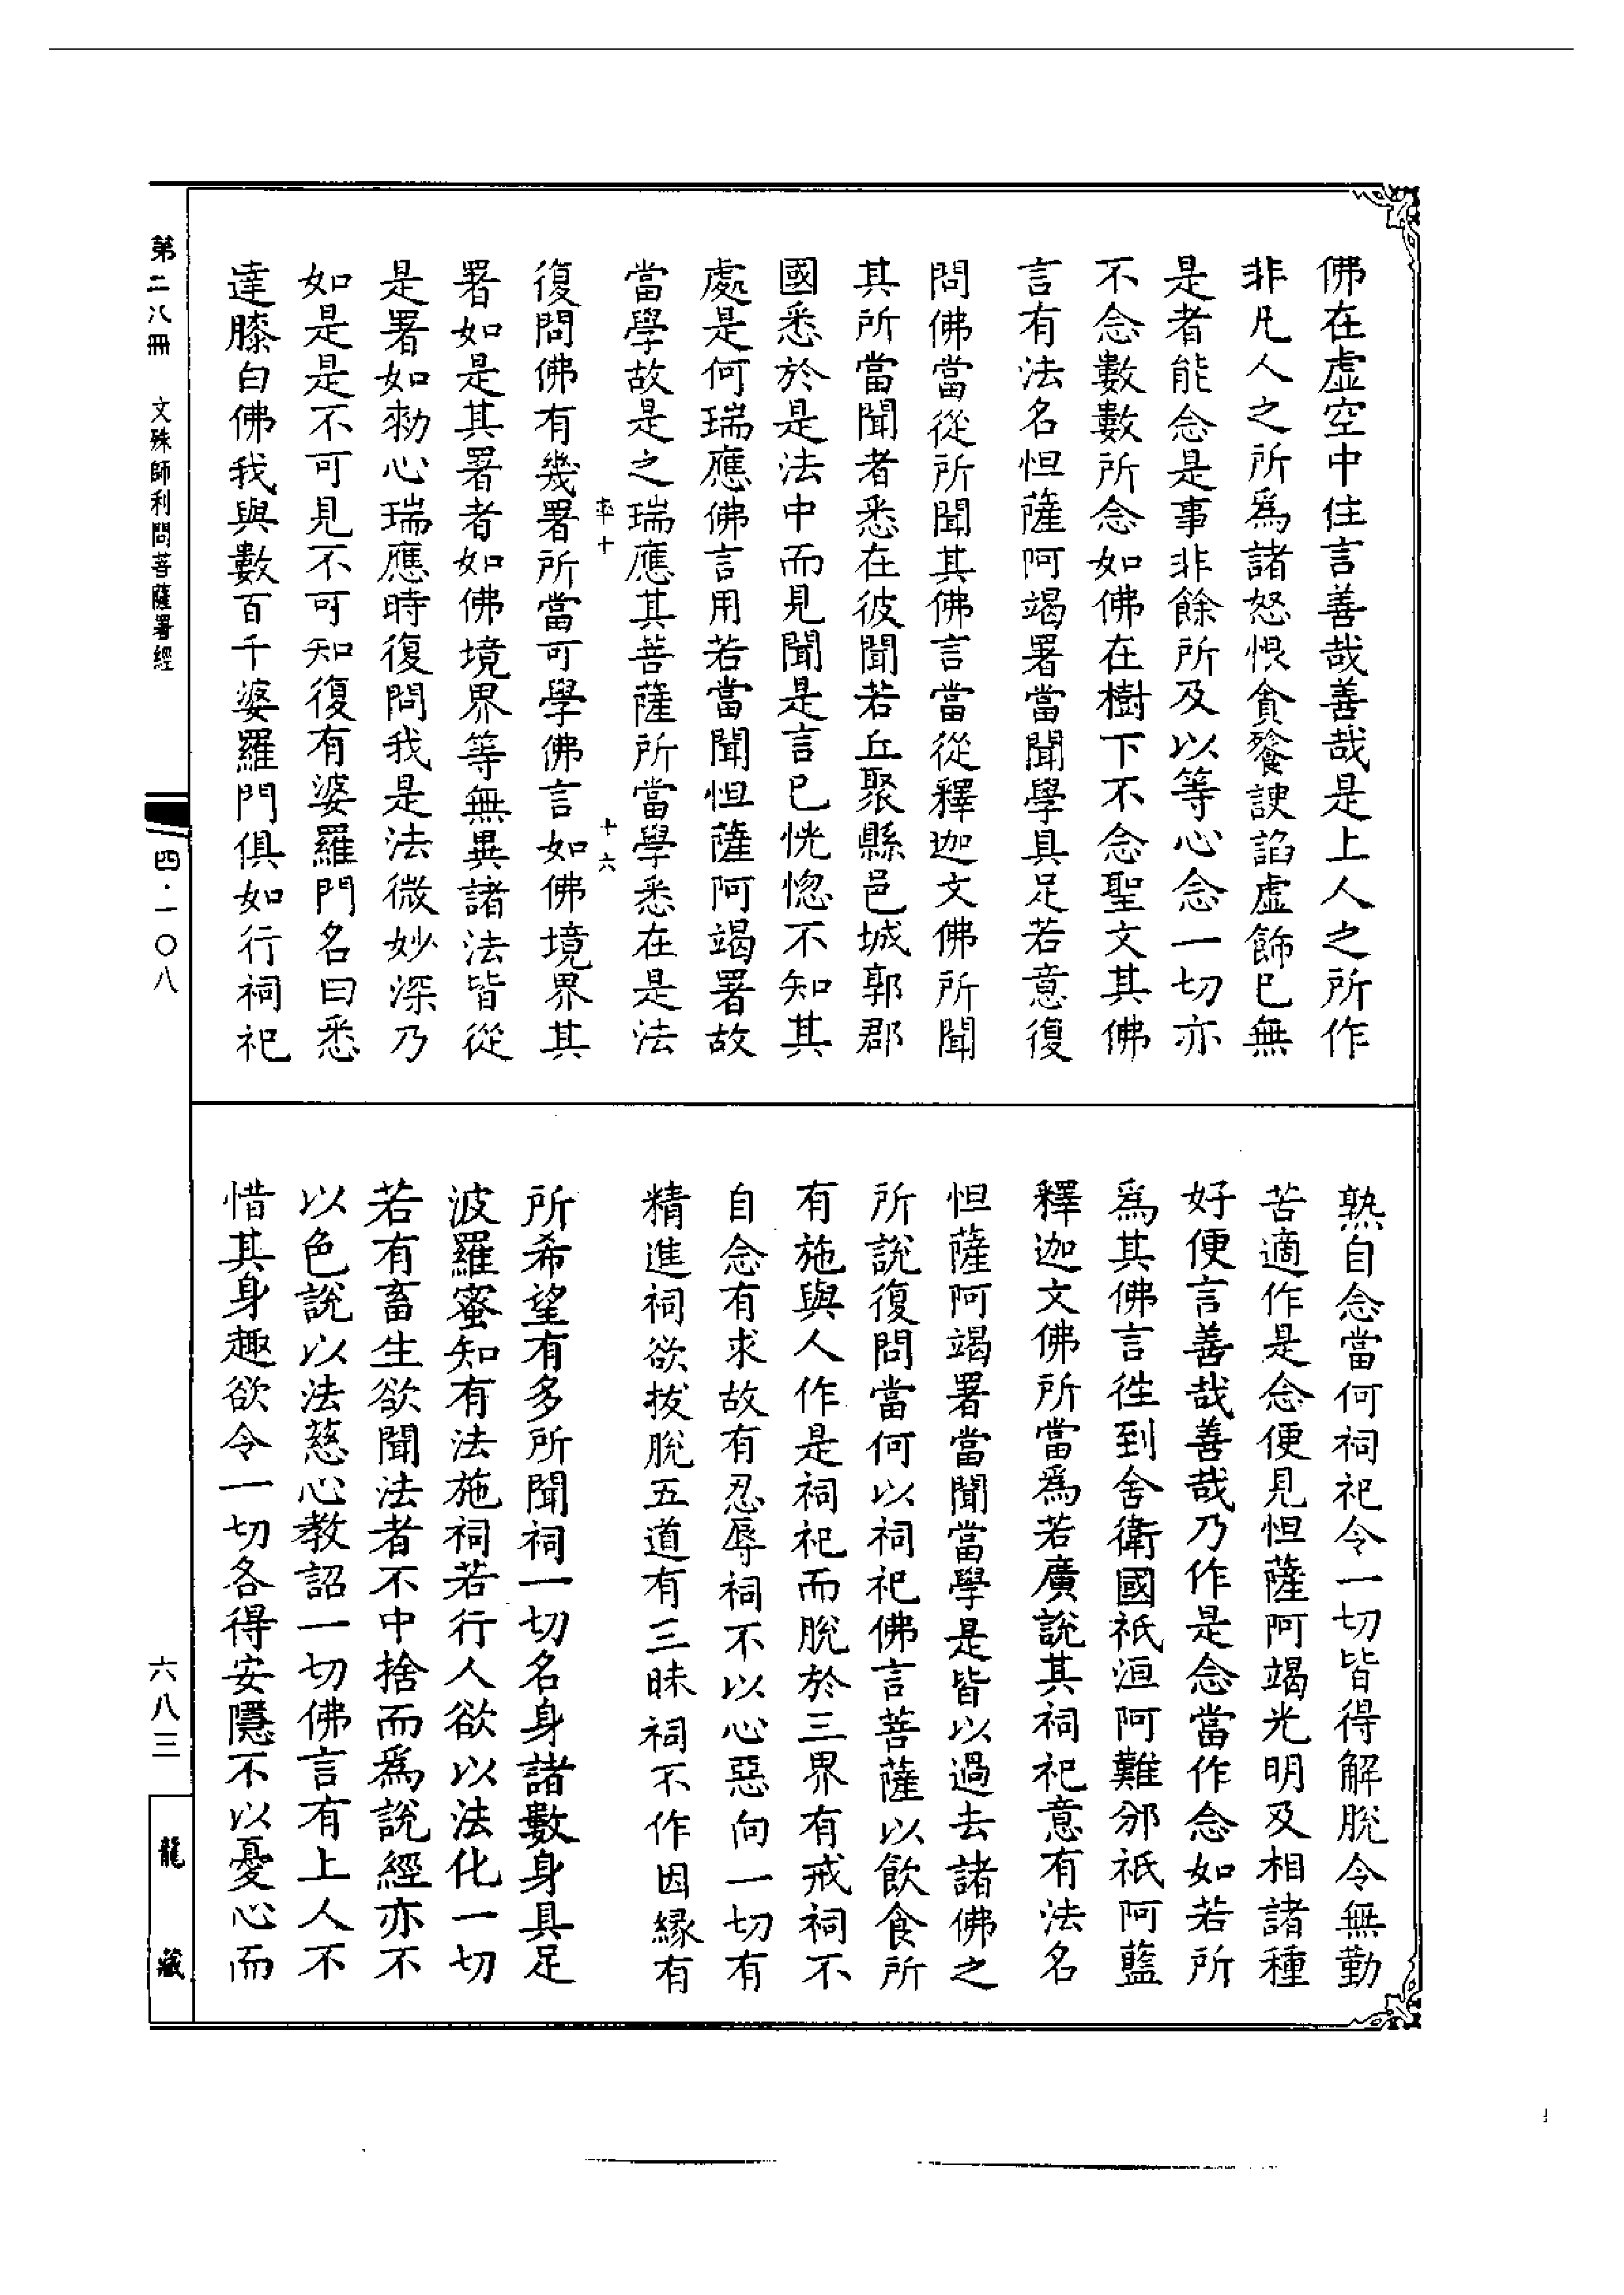 佛在虛空中住言善哉善哉是上人之所作
非凡人之所爲諸怒恨貪餮諛諂虛飾已無
是者能念是事非餘所及以等心念一切亦
不念數數所念如佛在樹下不念聖文其佛
言有法名怛薩阿竭署當聞學具足若意復
問佛當從所聞其佛言當從釋迦文佛所聞
其所當聞者悉在彼聞若丘聚縣邑城郭郡
國悉於是法中而見聞是言已恍惚不知其
處是何瑞應佛言用若當聞怛薩阿竭署故
當學故是之瑞應其菩薩所當學悉在是法
率十
十六
復問佛有幾署所當可學佛言如佛境界其
署如是其署者如佛境界等無異諸法皆從
是署如勑心瑞應時復問我是法微妙深乃
如是是不可見不可知復有婆羅門名曰悉
達膝白佛我與數百千婆羅門俱如行祠祀
熟自念當何祠祀令一切皆得解脫令無勤
苦適作是念便見怛薩阿竭光明及相諸種
好便言善哉善哉乃作是念當作念如若所
爲其佛言徃到舍衛國祇洹阿難邠祇阿藍
釋迦文佛所當爲若廣說其祠祀意有法名
怛薩阿竭署當聞當學是皆以過去諸佛之
所說復問當何以祠祀佛言菩薩以飲食所
有施與人作是祠祀而脫於三界有戒祠不
自念有求故有忍辱祠不以心惡向一切有
精進祠欲拔脫五道有三昧祠不作因緣有
所希望有多所聞祠一切名身諸數身具足
波羅蜜知有法施祠若行人欲以法化一切
若有畜生欲聞法者不中捨而爲說經亦不
以色說以法慈心教詔一切佛言有上人不
惜其身趣欲令一切各得安隱不以憂心而
第二八冊 文殊師利問菩薩署經
四·一〇八
六八三
龍藏